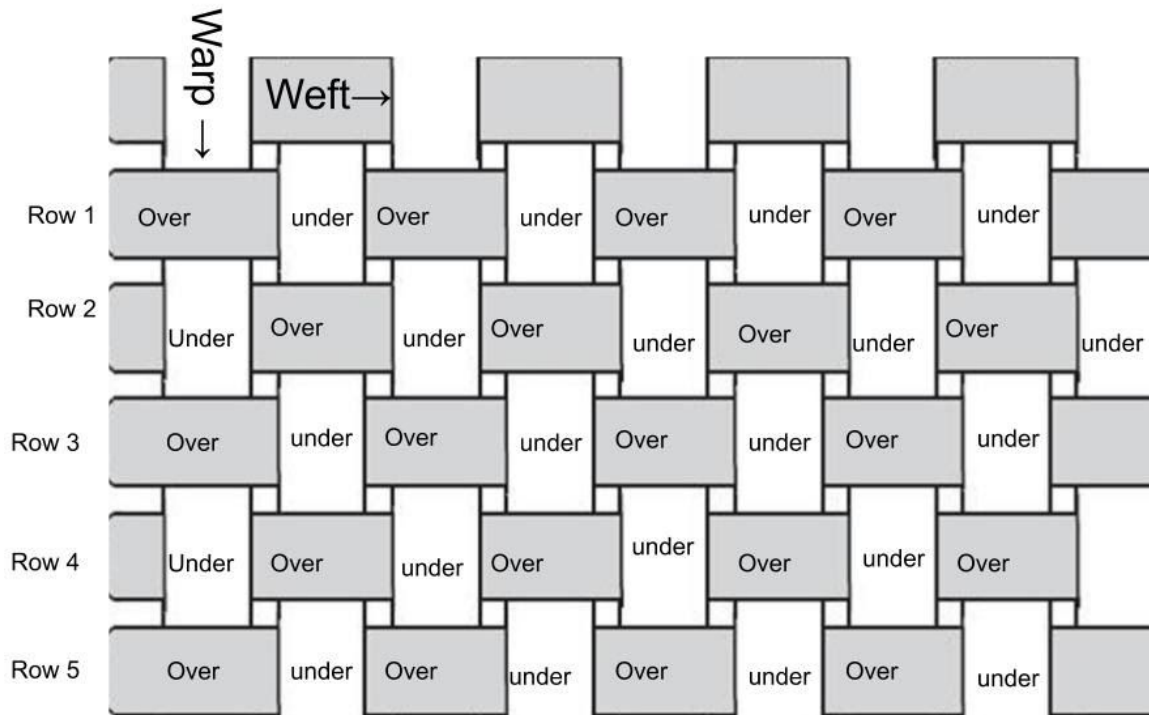 Warp →
Weft→
Row 1 Over under Over under Over under Over under
Row 2 Under Over under Over under Over under Over under
Row 3 Over under Over under Over under Over under
Row 4 Under Over under Over under Over under Over
Row 5 Over under Over under Over under Over under